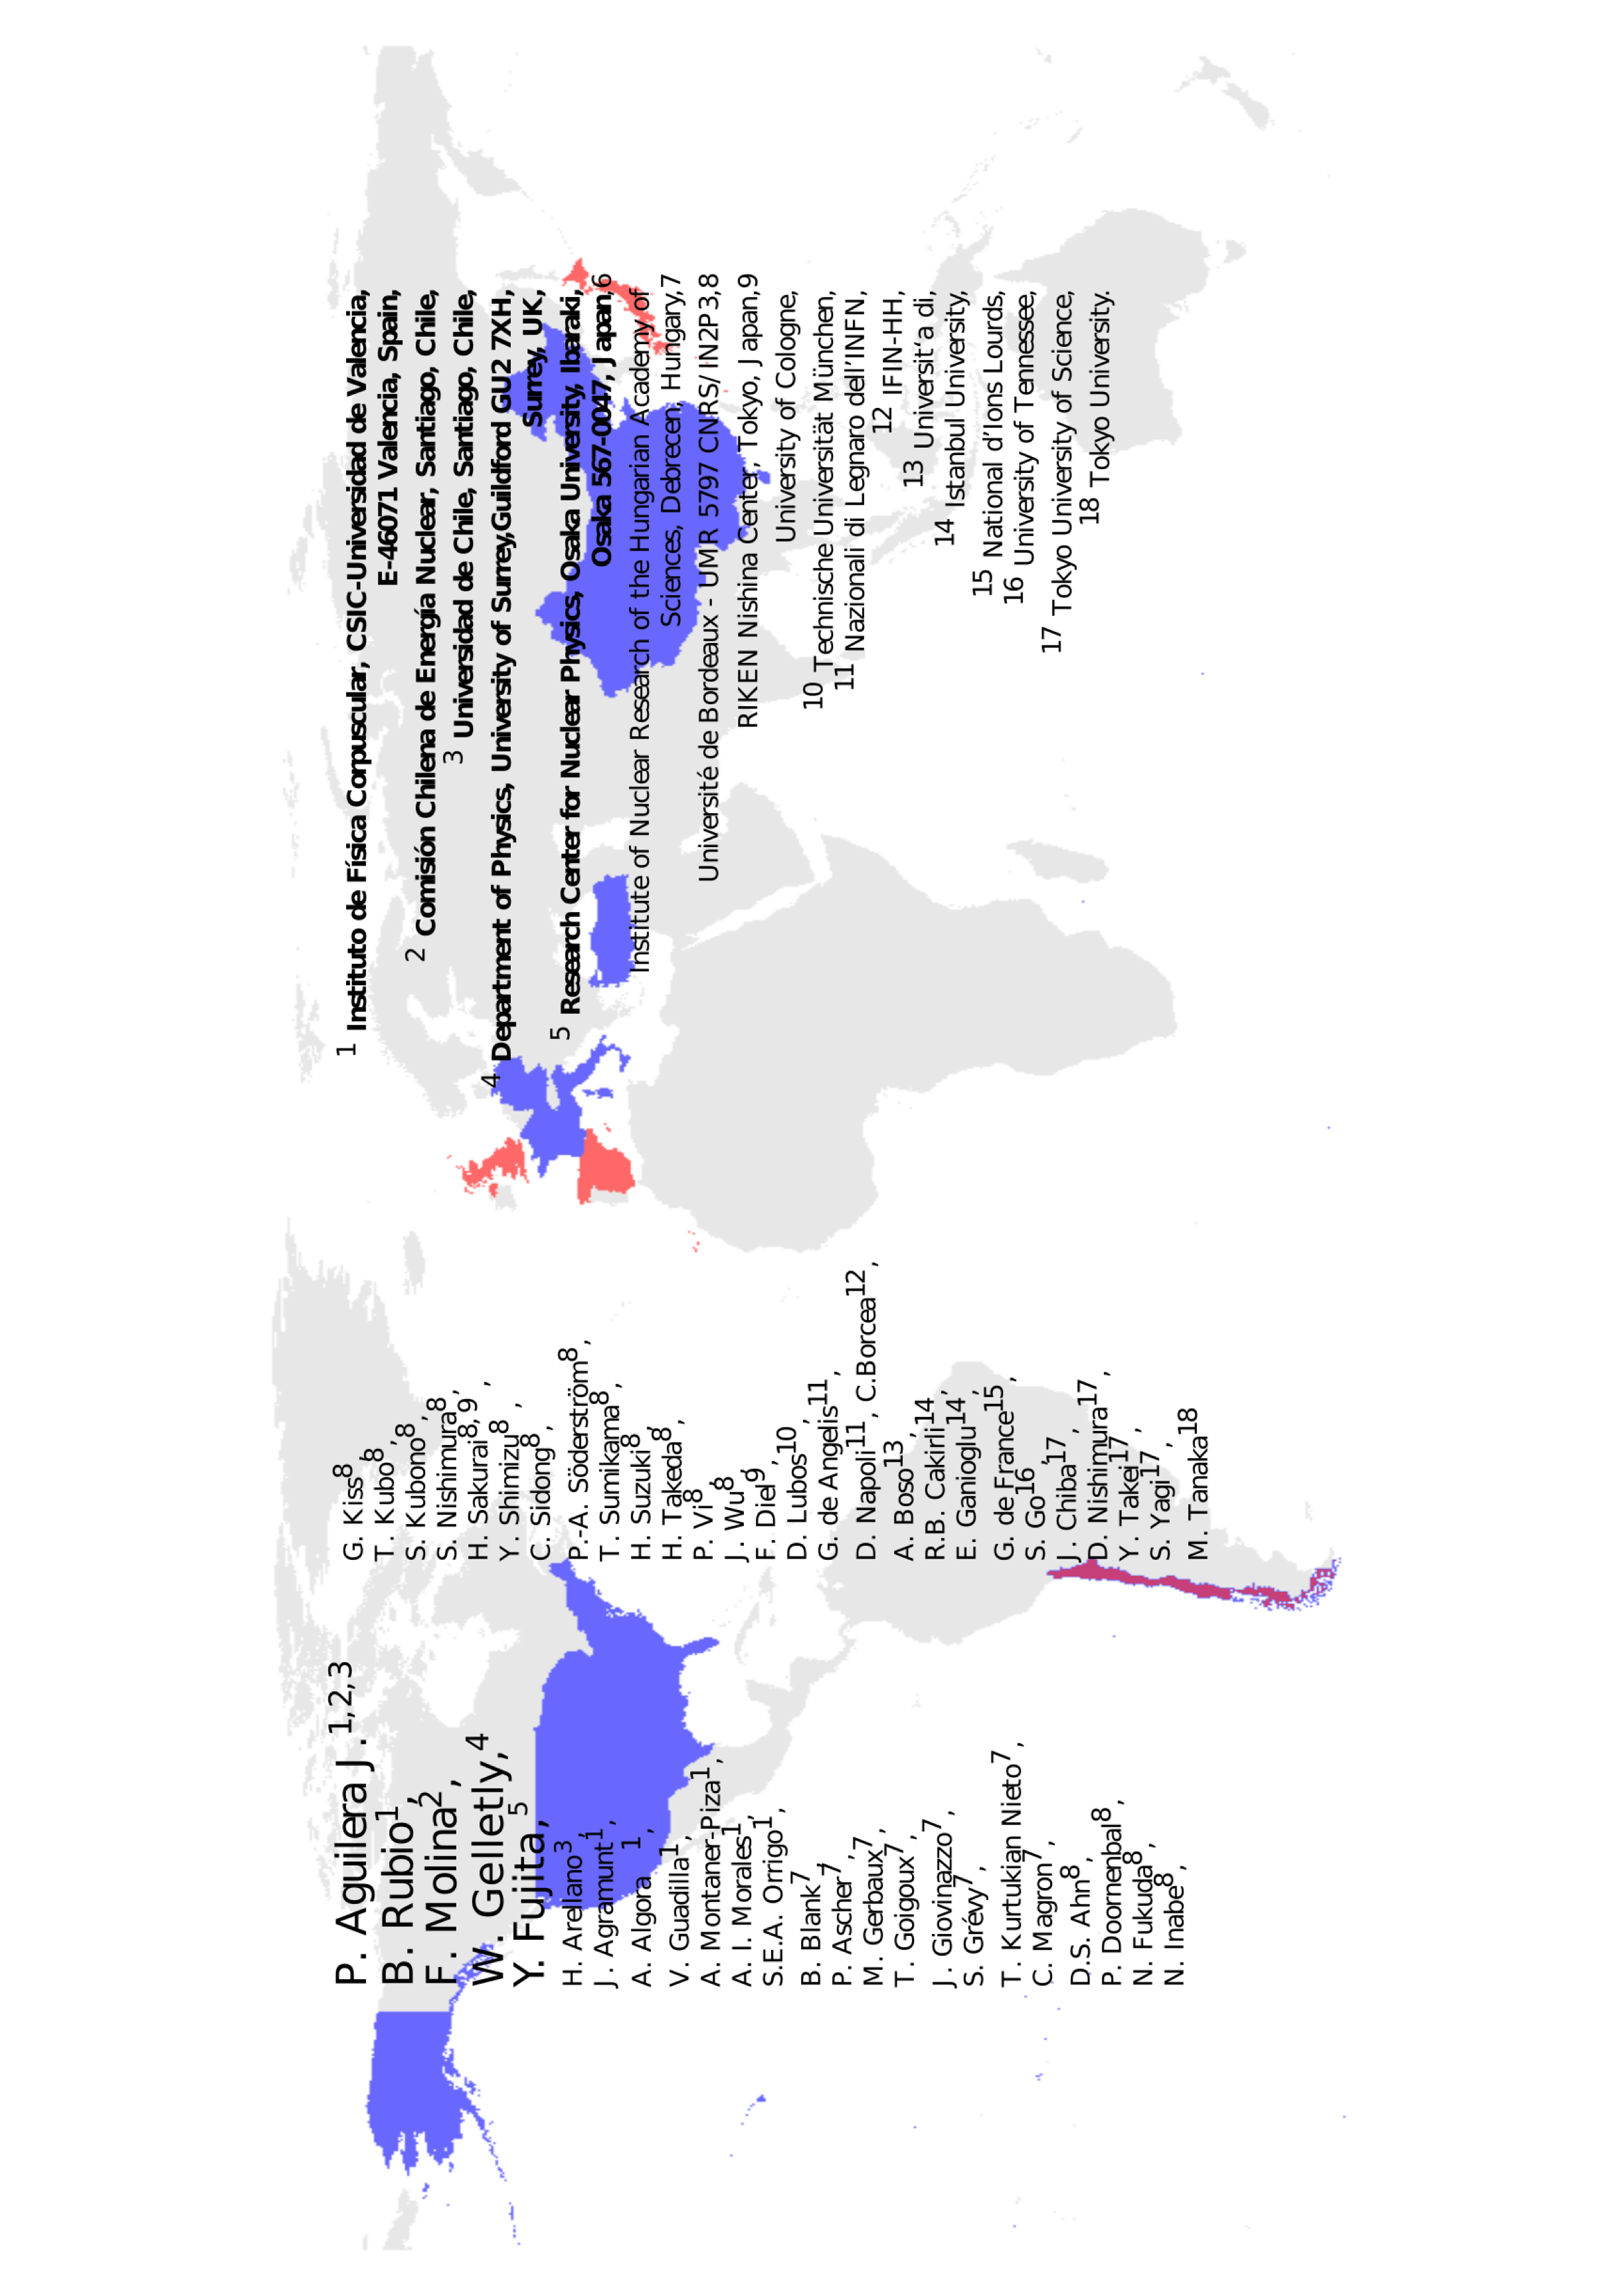 P. Aguilera J. 1,2,3
B. Rubio1,
F. Molina2,
W. Gelletly,4
Y. Fujita,5
H. Arellano3,
J. Agramunt1,
A. Algora 1,
V. Guadilla1,
A. Montaner-Piza1,
A. I. Morales1,
S.E.A. Orrigo1,
B. Blank7
P. Ascher7,
M. Gerbaux7,
T. Goigoux7,
J. Giovinazzo7,
S. Grévy7,
T. Kurtukian Nieto7,
C. Magron7,
D.S. Ahn8,
P. Doornenbal8,
N. Fukuda8,
N. Inabe8,
G. Kiss8,
T. Kubo8,
S. Kubono8,
S. Nishimura8,
H. Sakurai8,9,
Y. Shimizu8,
C. Sidong8,
P.-A. Söderström8,
T. Sumikama8,
H. Suzuki8,
H. Takeda8,
P. Vi8,
J. Wu8
F. Diel9,
D. Lubos10,
G. de Angelis11,
D. Napoli11, C.Borcea12,
A. Boso13,
R.B. Cakirli14,
E. Ganioglu14,
G. de France15,
S. Go16,
J. Chiba17,
D. Nishimura17,
Y. Takei17,
S. Yagi17,
M. Tanaka18
1 Instituto de Física Corpuscular, CSIC-Universidad de Valencia,
E-46071 Valencia, Spain,
2 Comisión Chilena de Energía Nuclear, Santiago, Chile,
3 Universidad de Chile, Santiago, Chile,
4 Department of Physics, University of Surrey,Guildford GU2 7XH,
Surrey, UK,
5 Research Center for Nuclear Physics, Osaka University, Ibaraki,
Osaka 567-0047, Japan,6
Institute of Nuclear Research of the Hungarian Academy of
Sciences, Debrecen, Hungary,7
Université de Bordeaux - UMR 5797 CNRS/IN2P3,8
RIKEN Nishina Center, Tokyo, Japan,9
University of Cologne,
10 Technische Universität München,
11 Nazionali di Legnaro dell'INFN,
12 IFIN-HH,
13 Universit‘a di,
14 Istanbul University,
15 National d'Ions Lourds,
16 University of Tennessee,
17 Tokyo University of Science,
18 Tokyo University.